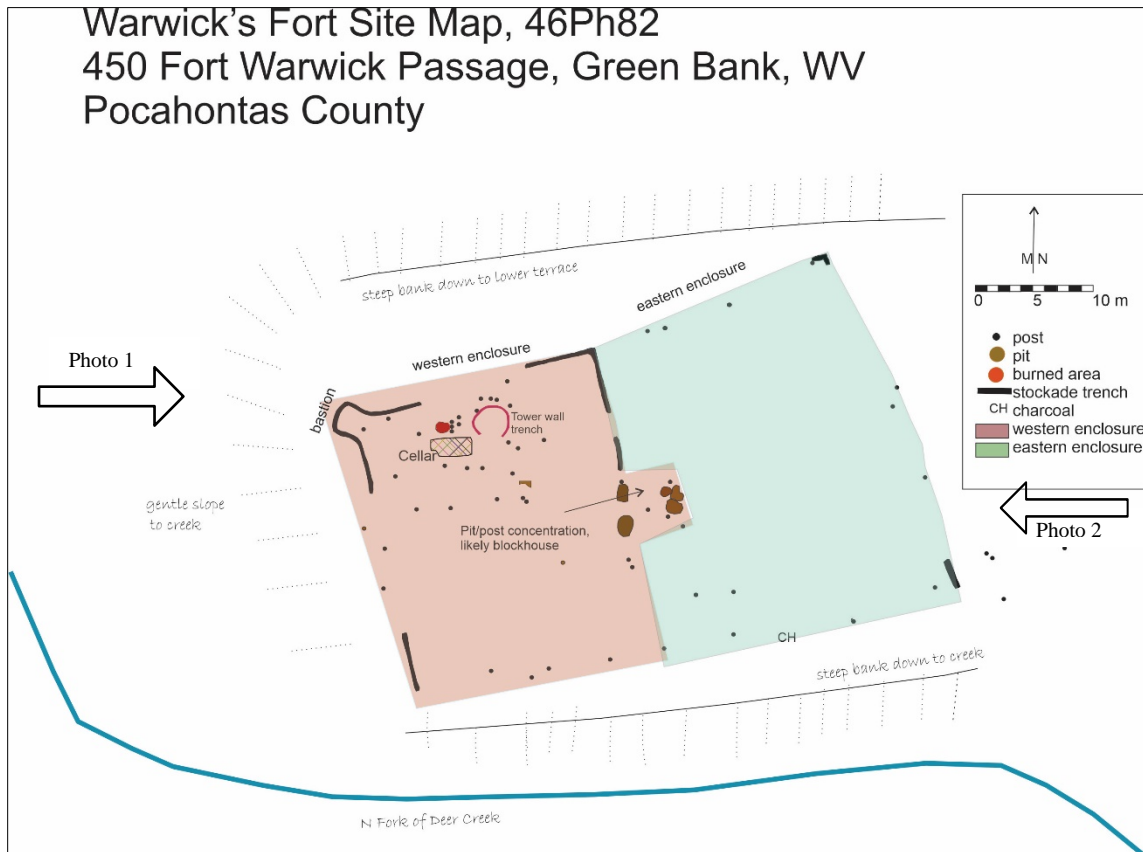 Warwick's Fort Site Map, 46Ph82
450 Fort Warwick Passage, Green Bank, WV
Pocahontas County
steep bank down to lower terrace
eastern enclosure
western enclosure
Photo 1
bastion
Tower wall
trench
Cellar
gentle slope
to creek
Pit/post concentration,
likely blockhouse
CH
steep bank down to creek
N Fork of Deer Creek
M N
0 5 10 m
post
pit
burned area
stockade trench
CH charcoal
western enclosure
eastern enclosure
Photo 2